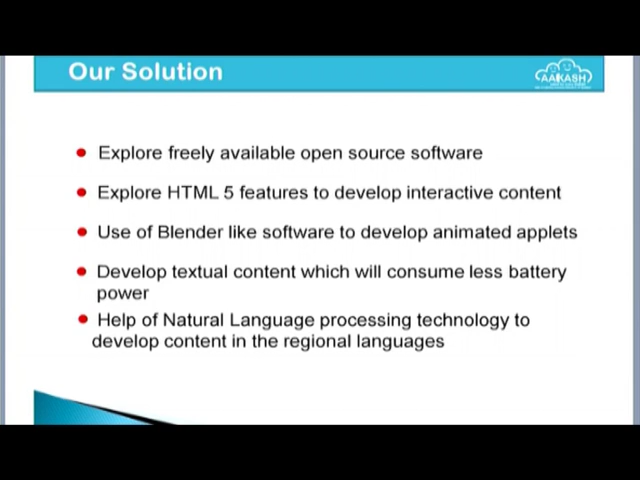 Our Solution
AAKASH
Explore freely available open source software
Explore HTML 5 features to develop interactive content
Use of Blender like software to develop animated applets
Develop textual content which will consume less battery
power
Help of Natural Language processing technology to
develop content in the regional languages